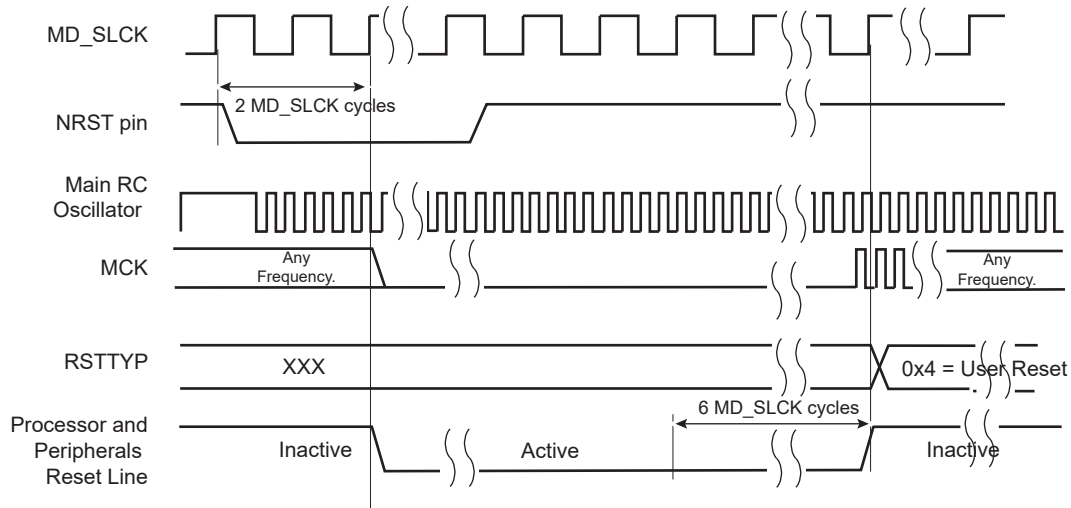 MD_SLCK
2 MD_SLCK cycles
NRST pin
Main RC
Oscillator
MCK
Any
Frequency.
Any
Frequency.
RSTTYP
XXX
0x4 = User Reset
6 MD_SLCK cycles
Processor and
Peripherals
Reset Line
Inactive
Active
Inactive